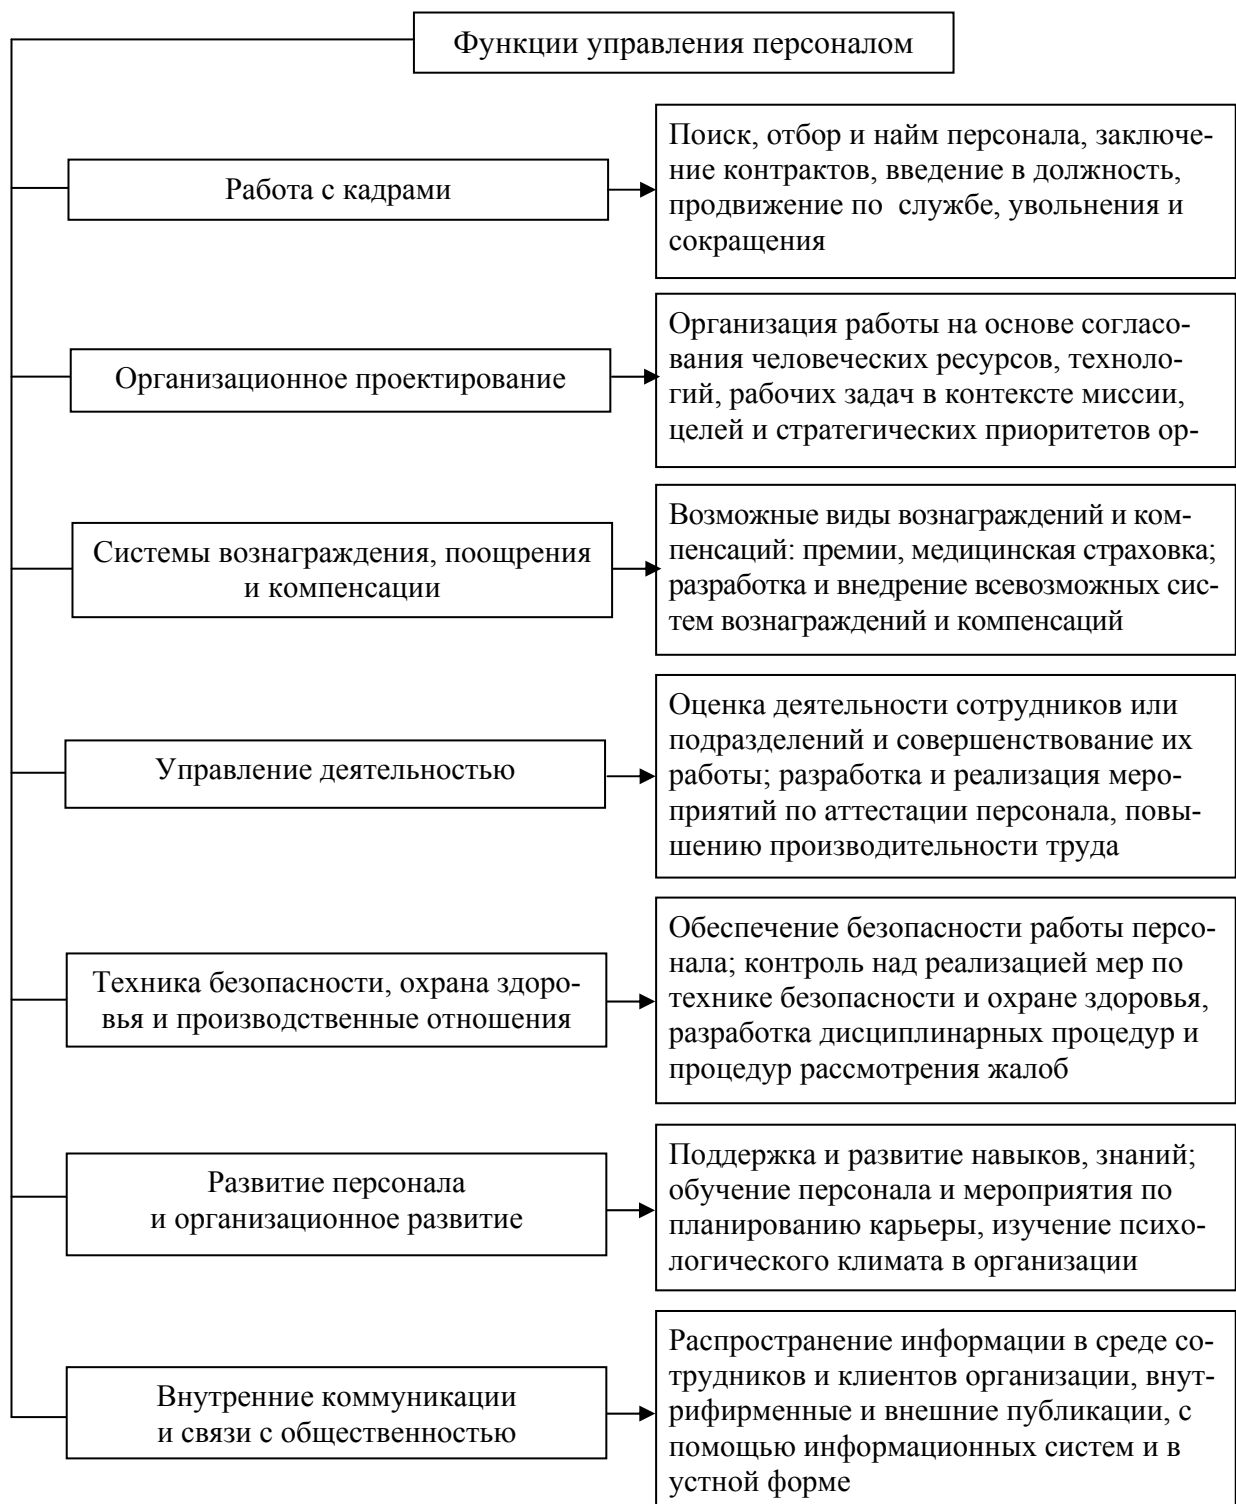 Функции управления персоналом
Работа с кадрами
Поиск, отбор и найм персонала, заключе-
ние контрактов, введение в должность,
продвижение по службе, увольнения и
сокращения
Организационное проектирование
Организация работы на основе согласо-
вания человеческих ресурсов, техноло-
гий, рабочих задач в контексте миссии,
целей и стратегических приоритетов ор-
Системы вознаграждения, поощрения
и компенсации
Возможные виды вознаграждений и ком-
пенсаций: премии, медицинская страховка;
разработка и внедрение всевозможных сис-
тем вознаграждений и компенсаций
Управление деятельностью
Оценка деятельности сотрудников или
подразделений и совершенствование их
работы; разработка и реализация меро-
приятий по аттестации персонала, повы-
шению производительности труда
Техника безопасности, охрана здоро-
вья и производственные отношения
Обеспечение безопасности работы персо-
нала; контроль над реализацией мер по
технике безопасности и охране здоровья,
разработка дисциплинарных процедур и
процедур рассмотрения жалоб
Развитие персонала
и организационное развитие
Поддержка и развитие навыков, знаний;
обучение персонала и мероприятия по
планированию карьеры, изучение психо-
логического климата в организации
Внутренние коммуникации
и связи с общественностью
Распространение информации в среде со-
трудников и клиентов организации, внут-
рифирменные и внешние публикации, с
помощью информационных систем и в
устной форме